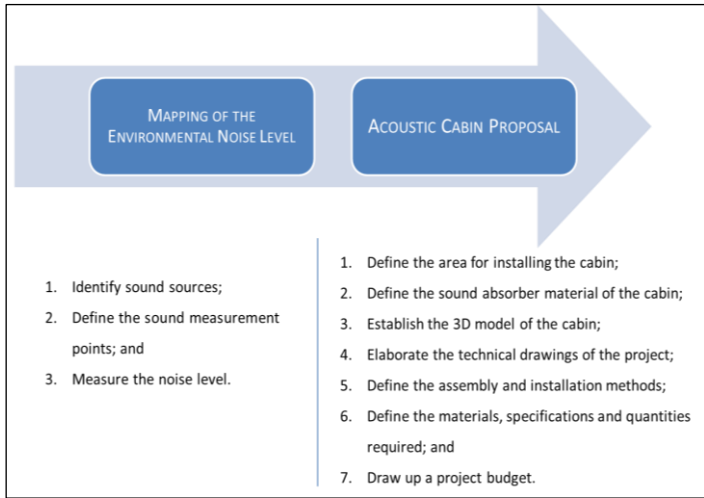 MAPPING OF THE
ENVIRONMENTAL NOISE LEVEL
ACOUSTIC CABIN PROPOSAL
1. Identify sound sources;
2. Define the sound measurement
points; and
3. Measure the noise level.
1. Define the area for installing the cabin;
2. Define the sound absorber material of the cabin;
3. Establish the 3D model of the cabin;
4. Elaborate the technical drawings of the project;
5. Define the assembly and installation methods;
6. Define the materials, specifications and quantities
required; and
7. Draw up a project budget.